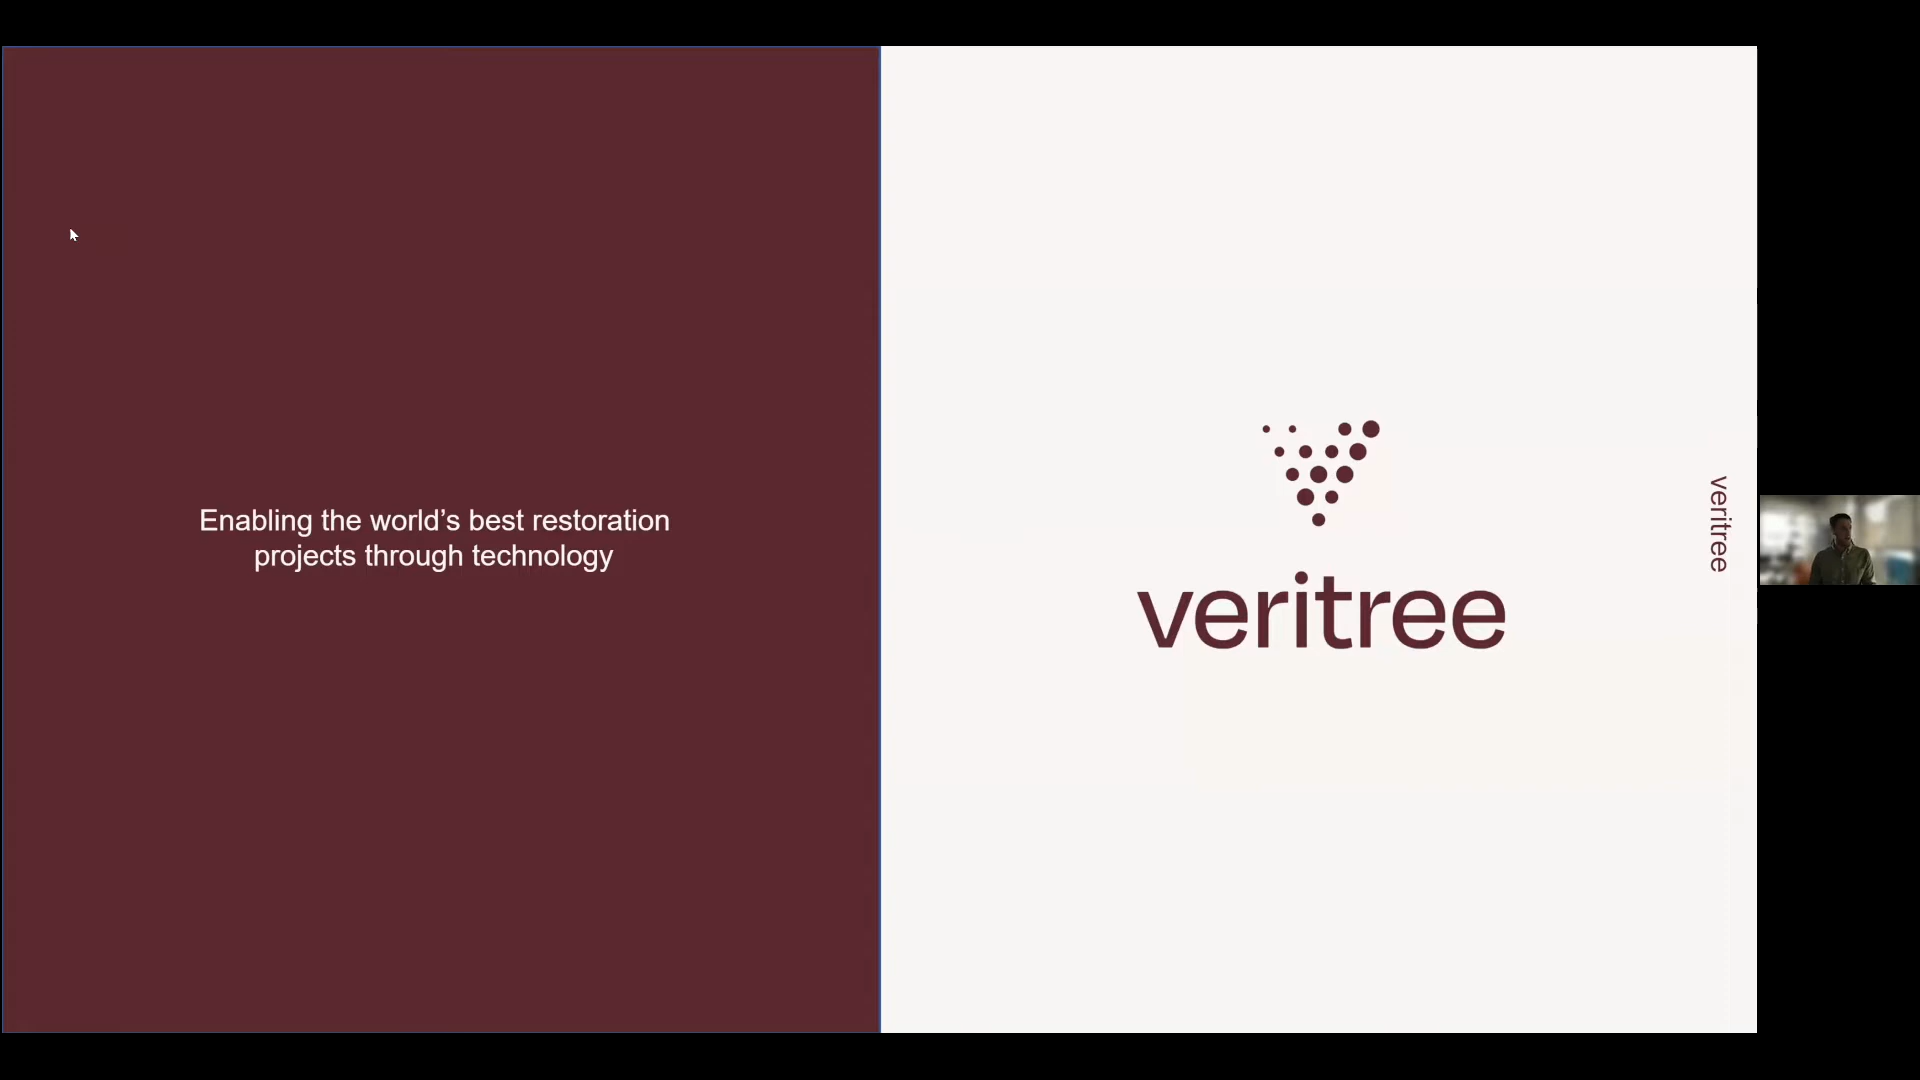 Enabling the world’s best restoration
projects through technology
veritree
veritree